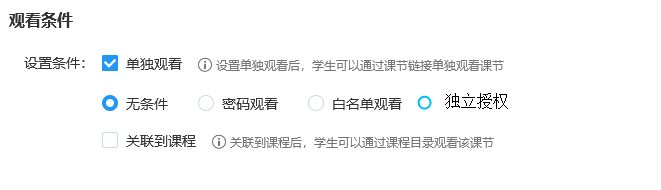 观看条件
设置条件： 单独观看 设置单独观看后，学生可以通过课节链接单独观看课节
无条件 密码观看 白名单观看 独立授权
关联到课程 关联到课程后，学生可以通过课程目录观看该课节